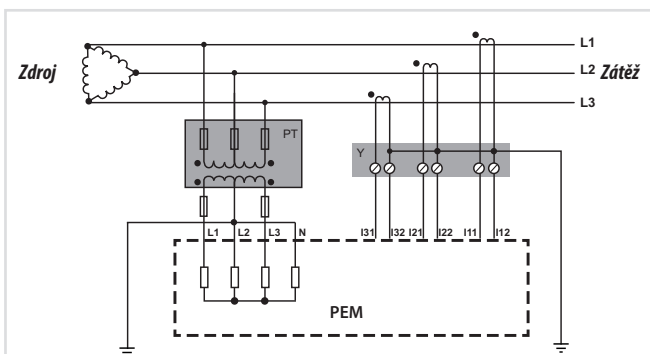 L1
Zdroj
L2 Zátěž
L3
PT
Y
L1 L2 L3 N
I31 I32 I21 I22 I11 I12
PEM